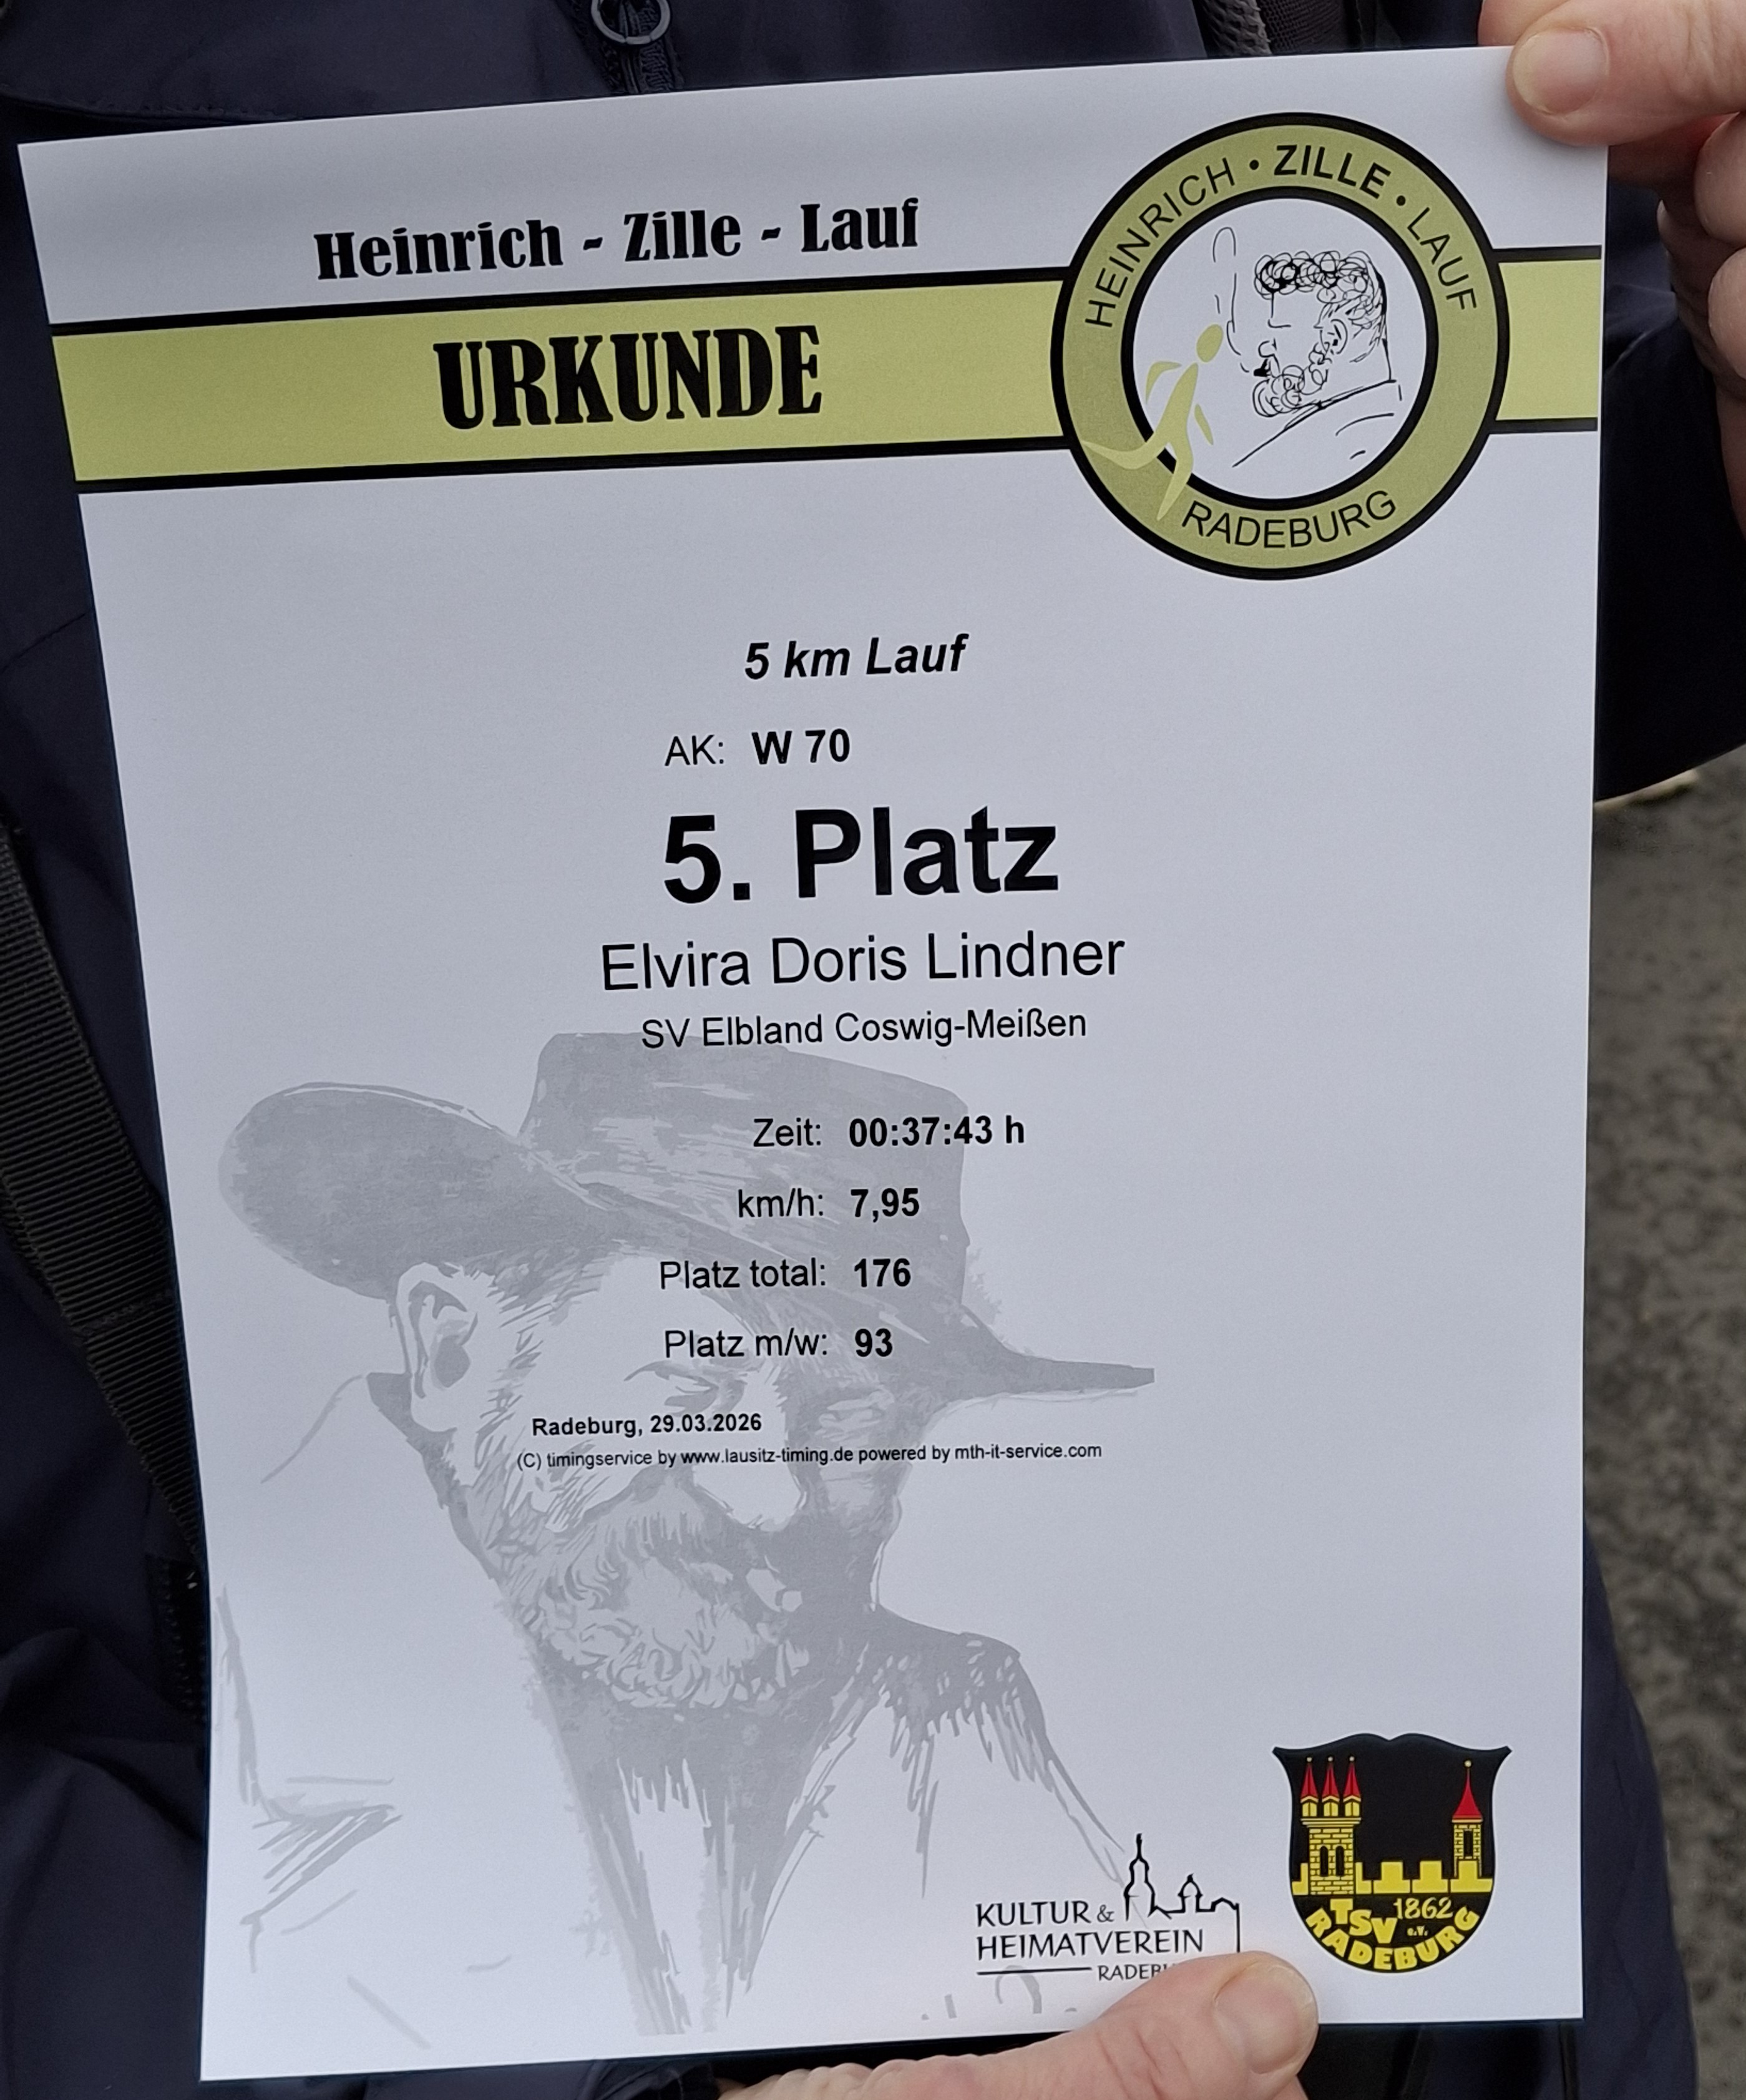 Heinrich - Zille - Lauf
URKUNDE
HEINRICH • ZILLE • LAUF
RADEBURG
5 km Lauf
AK: W 70
5. Platz
Elvira Doris Lindner
SV Elbland Coswig-Meißen
Zeit: 00:37:43 h
km/h: 7,95
Platz total: 176
Platz m/w: 93
Radeburg, 29.03.2026
(C) timingservice by www.lausitz-timing.de powered by mth-it-service.com
KULTUR &
HEIMATVEREIN
TSV 1862 e.V.
RADEBURG